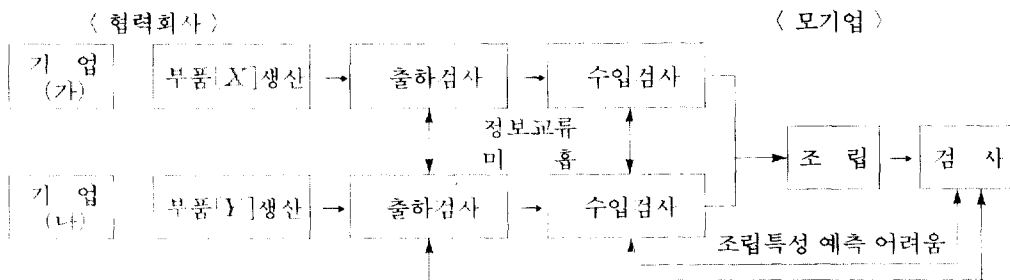 〈 협력회사 〉
〈 모기업 〉
기 업
(가)
부품[X]생산
출하검사
수입검사
정보교류
미 흡
조 립
검 사
기 업
(나)
부품[Y]생산
출하검사
수입검사
조립특성 예측 어려움